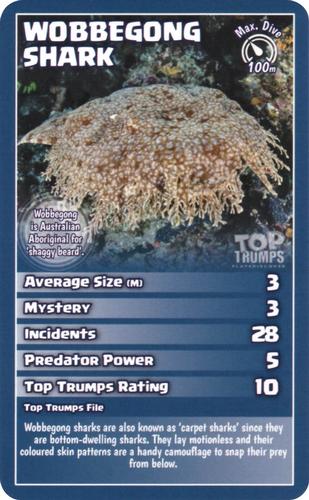 WOBBEGONG
SHARK
Max. Dive
100m
Wobbegong
is Australian
Aboriginal for
'shaggy beard'.
TOP
TRUMPS
Average Size (M) 3
Mystery 3
Incidents 28
Predator Power 5
Top Trumps Rating 10
Top Trumps File
Wobbegong sharks are also known as 'carpet sharks' since they
are bottom-dwelling sharks. They lay motionless and their
coloured skin patterns are a handy camouflage to snap their prey
from below.